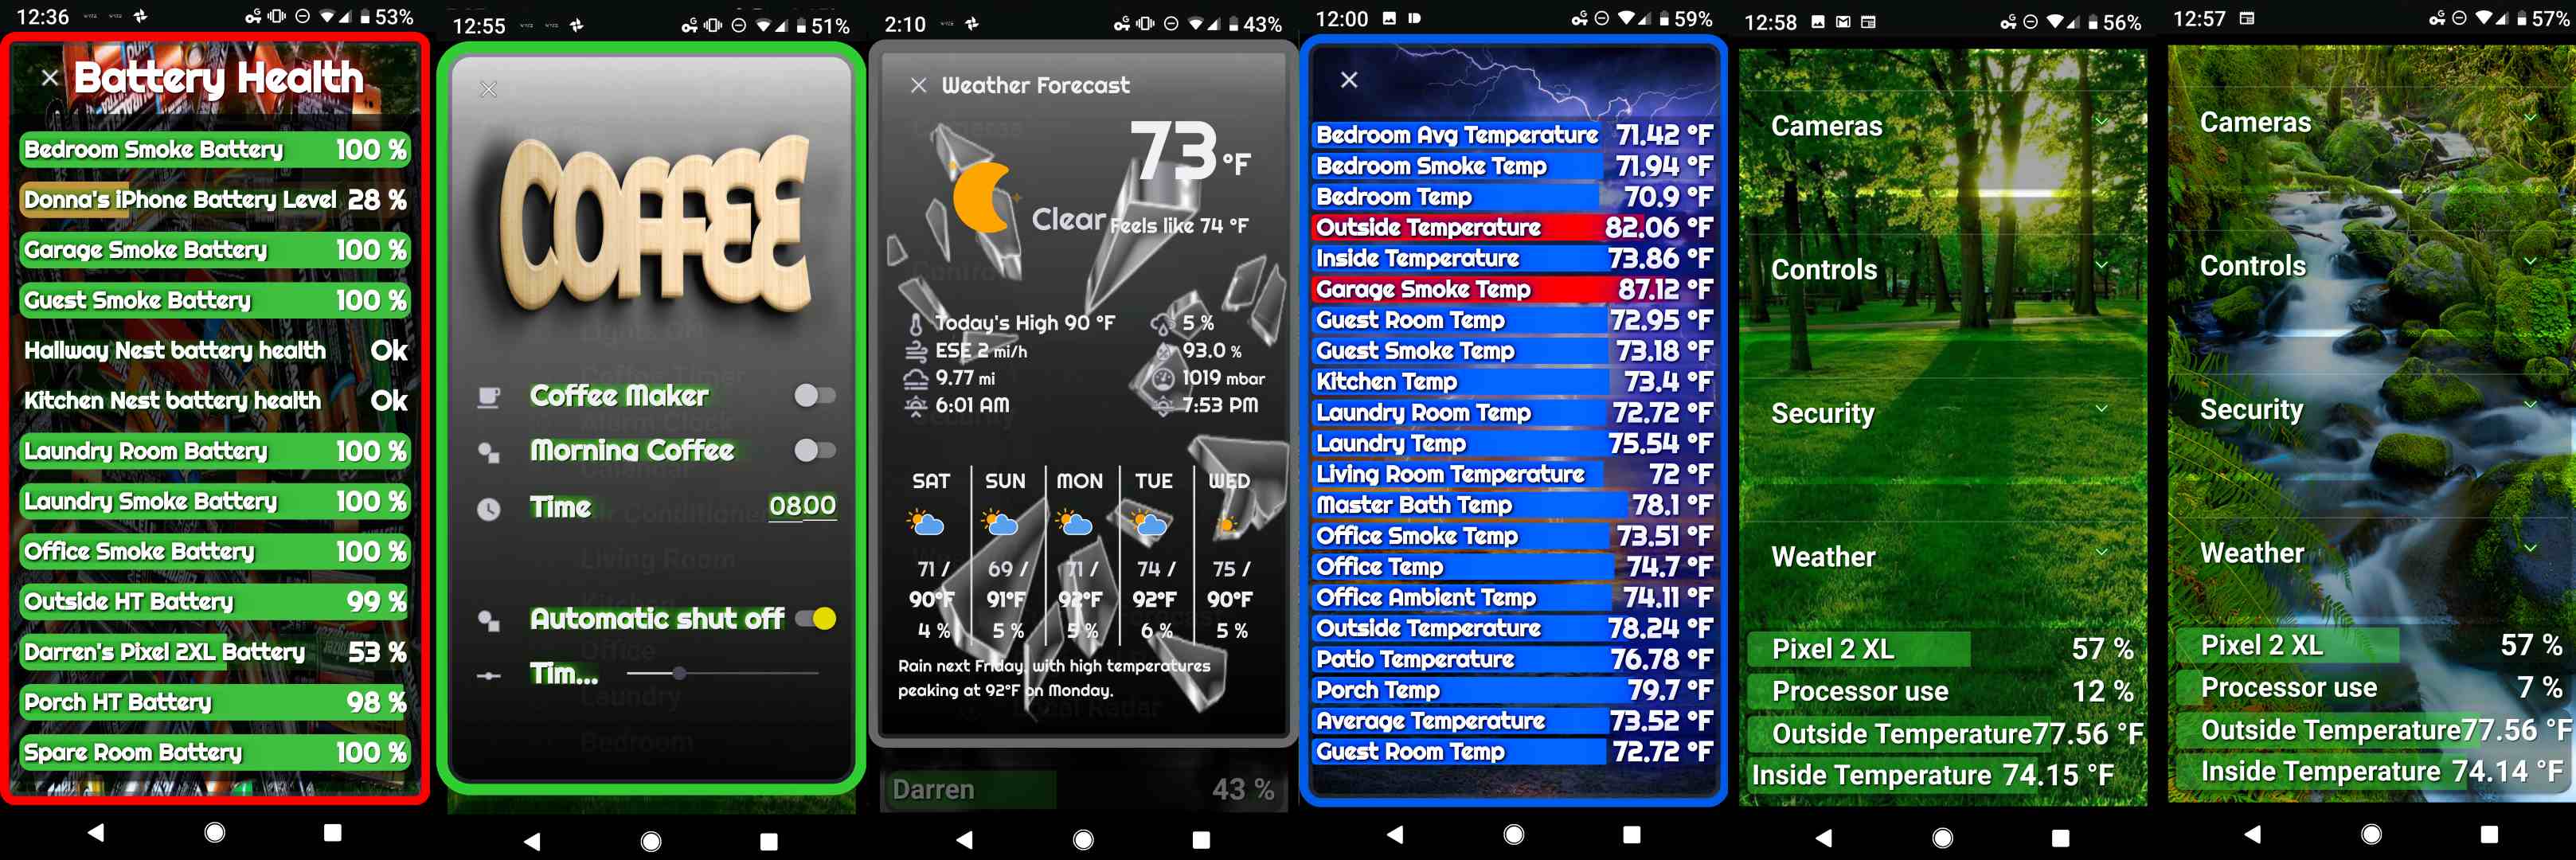 12:36
53%
Battery Health
Bedroom Smoke Battery 100 %
Donna's iPhone Battery Level 28 %
Garage Smoke Battery 100 %
Guest Smoke Battery 100 %
Hallway Nest battery health Ok
Kitchen Nest battery health Ok
Laundry Room Battery 100 %
Laundry Smoke Battery 100 %
Office Smoke Battery 100 %
Outside HT Battery 99 %
Darren's Pixel 2XL Battery 53 %
Porch HT Battery 98 %
Spare Room Battery 100 %
12:55
51%
COFFEE
Coffee Maker
Morning Coffee
Time 08:00
Living Room
Automatic shut off
Office
Tim...
Laundry
Bedroom
2:10
43%
Weather Forecast
73 °F
Clear
Feels like 74 °F
Today's High 90 °F 5 %
ESE 2 mi/h 93.0 %
9.77 mi 1019 mbar
6:01 AM 7:53 PM
SAT SUN MON TUE WED
71 / 69 / 71 / 74 / 75 /
90°F 91°F 92°F 92°F 90°F
4 % 5 % 5 % 6 % 5 %
Rain next Friday, with high temperatures
peaking at 92°F on Monday.
Local Radar
Darren 43 %
12:00
59%
Bedroom Avg Temperature 71.42 °F
Bedroom Smoke Temp 71.94 °F
Bedroom Temp 70.9 °F
Outside Temperature 82.06 °F
Inside Temperature 73.86 °F
Garage Smoke Temp 87.12 °F
Guest Room Temp 72.95 °F
Guest Smoke Temp 73.18 °F
Kitchen Temp 73.4 °F
Laundry Room Temp 72.72 °F
Laundry Temp 75.54 °F
Living Room Temperature 72 °F
Master Bath Temp 78.1 °F
Office Smoke Temp 73.51 °F
Office Temp 74.7 °F
Office Ambient Temp 74.11 °F
Outside Temperature 78.24 °F
Patio Temperature 76.78 °F
Porch Temp 79.7 °F
Average Temperature 73.52 °F
Guest Room Temp 72.72 °F
12:58
56%
Cameras
Controls
Security
Weather
Pixel 2 XL 57 %
Processor use 12 %
Outside Temperature 77.56 °F
Inside Temperature 74.15 °F
12:57
57%
Cameras
Controls
Security
Weather
Pixel 2 XL 57 %
Processor use 7 %
Outside Temperature 77.56 °F
Inside Temperature 74.14 °F